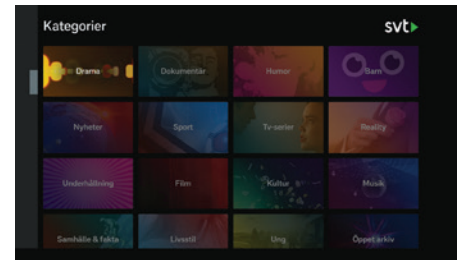 Kategorier
svt
Drama
Dokumentär
Humor
Barn
Nyheter
Sport
Tv-serier
Reality
Underhållning
Film
Kultur
Musik
Samhälle & fakta
Livsstil
Ung
Öppet arkiv